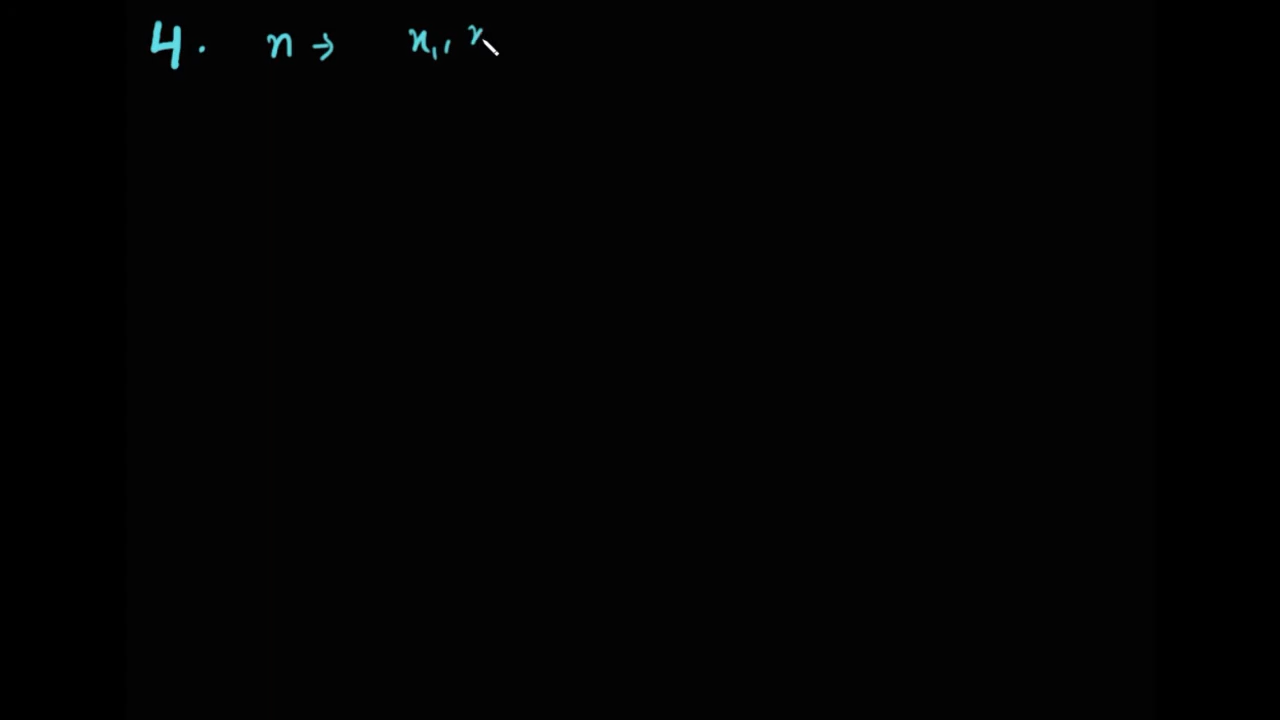 4. n → x₁, x